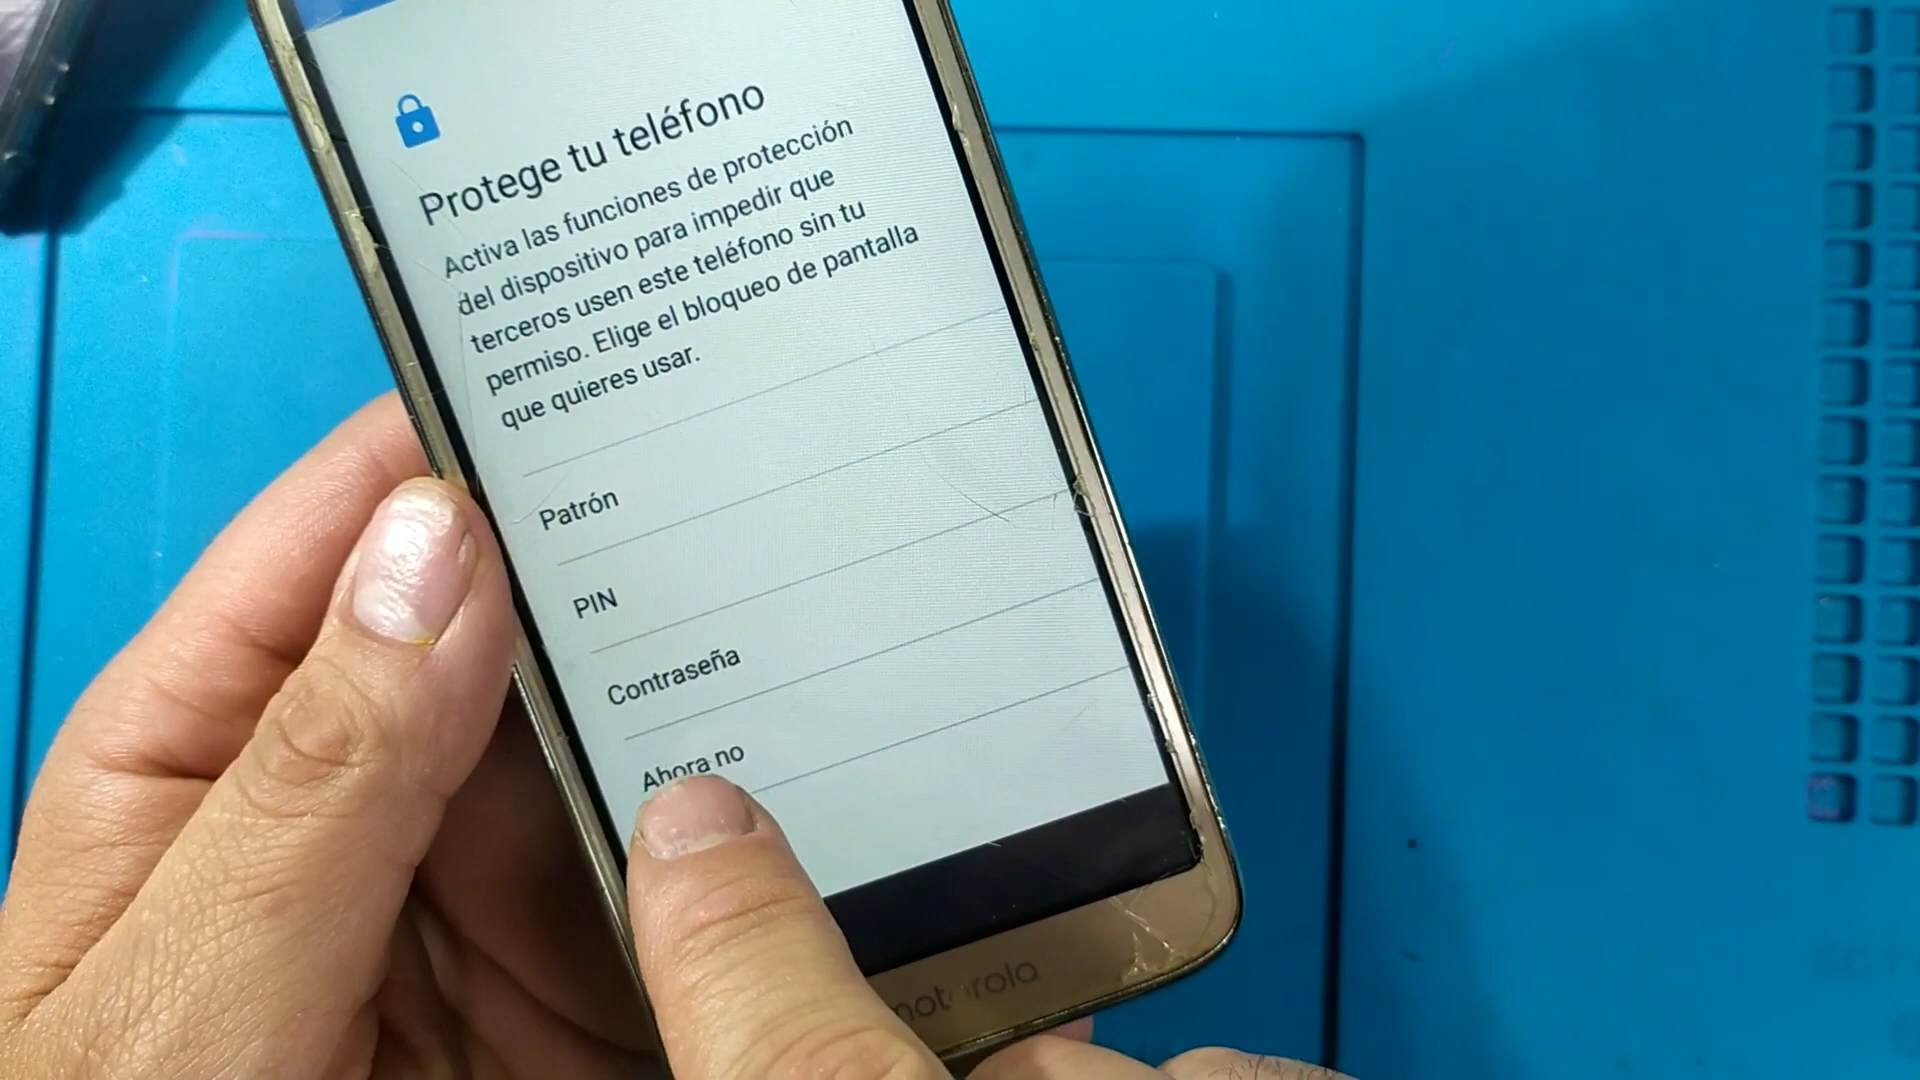 Protege tu teléfono
Activa las funciones de protección
del dispositivo para impedir que
terceros usen este teléfono sin tu
permiso. Elige el bloqueo de pantalla
que quieres usar.
Patrón
PIN
Contraseña
Ahora no
motorola